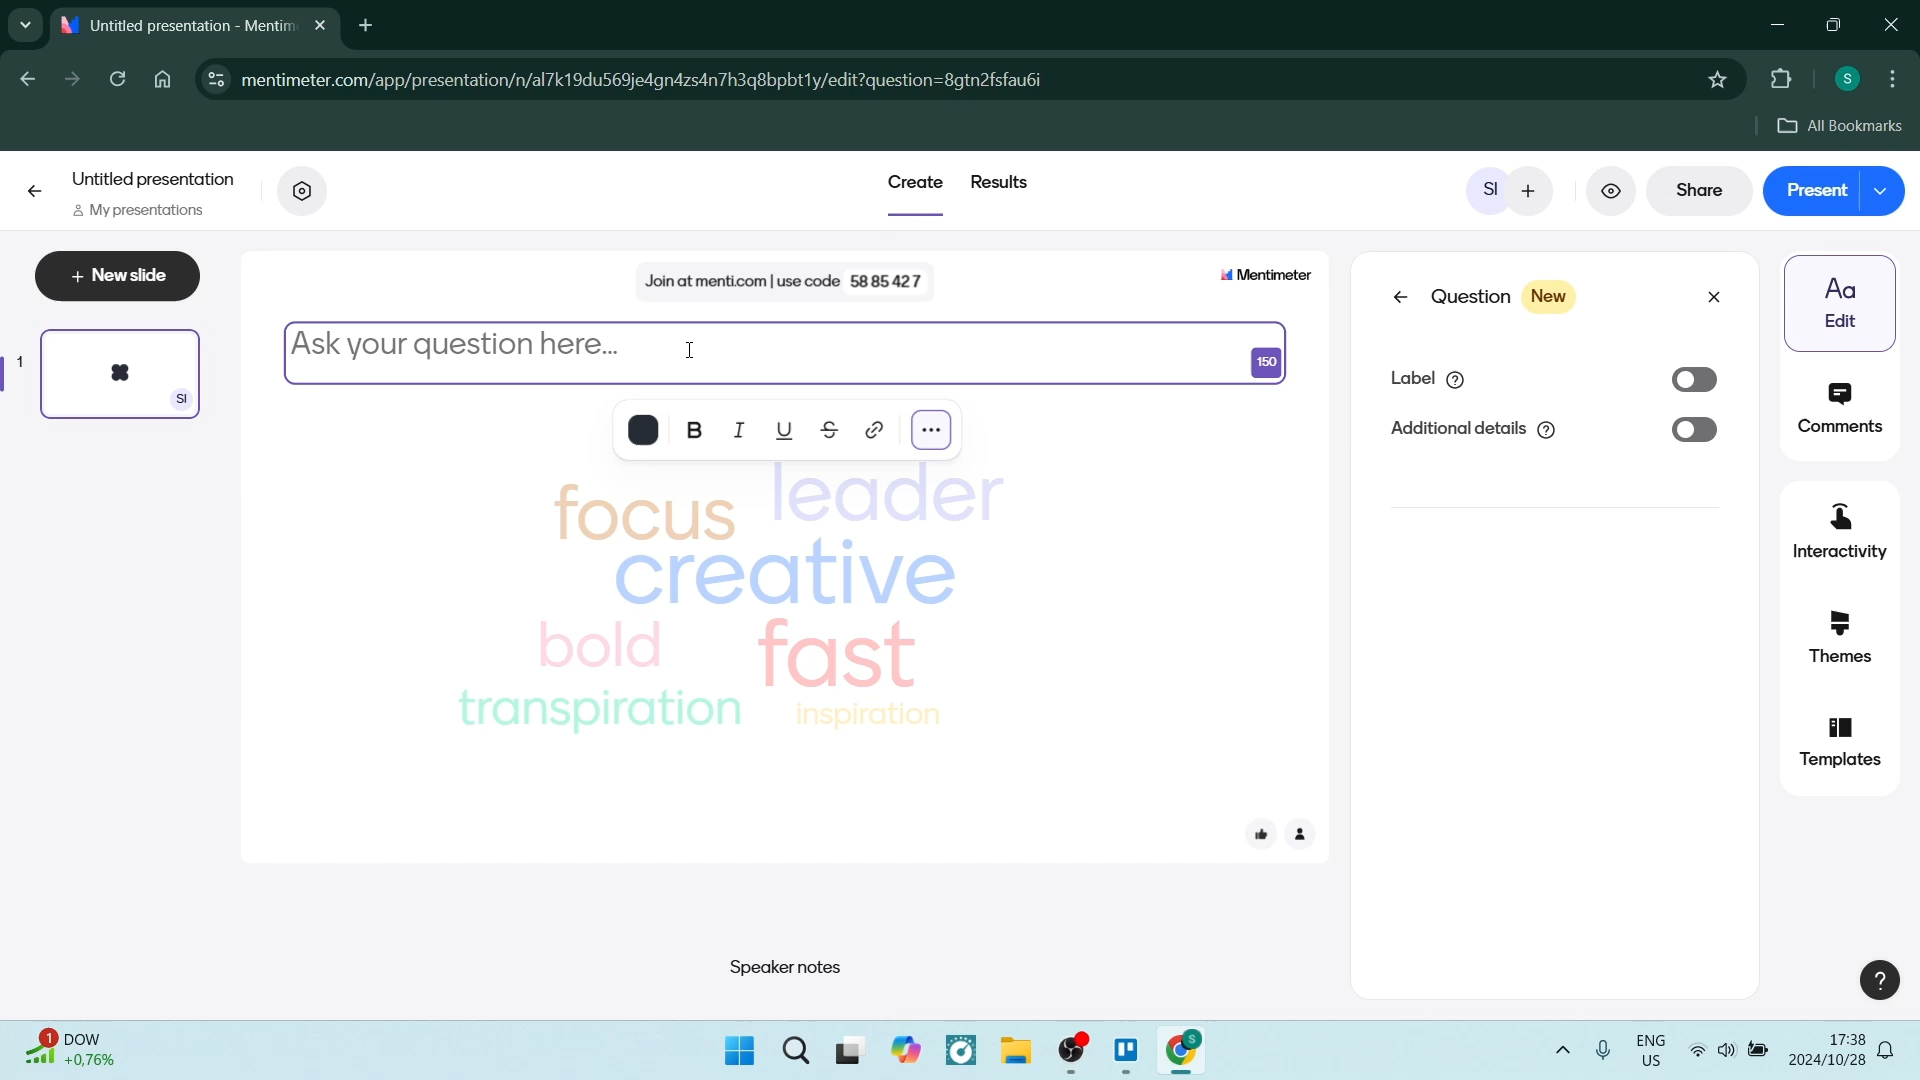 Untitled presentation - Mentim
mentimeter.com/app/presentation/n/al7k19du569je4gn4zs4n7h3q8bpbt1y/edit?question=8gtn2fsfau6i
S
All Bookmarks
Untitled presentation
My presentations
Create
Results
SI
Share
Present
+ New slide
1
SI
Join at menti.com | use code 58 85 42 7
Mentimeter
Ask your question here...
150
B I U S
focus
leader
creative
bold
fast
transpiration
inspiration
Speaker notes
Question
New
Label ?
Additional details ?
Aa
Edit
Comments
Interactivity
Themes
Templates
?
1
DOW
+0,76%
S
ENG
US
17:38
2024/10/28